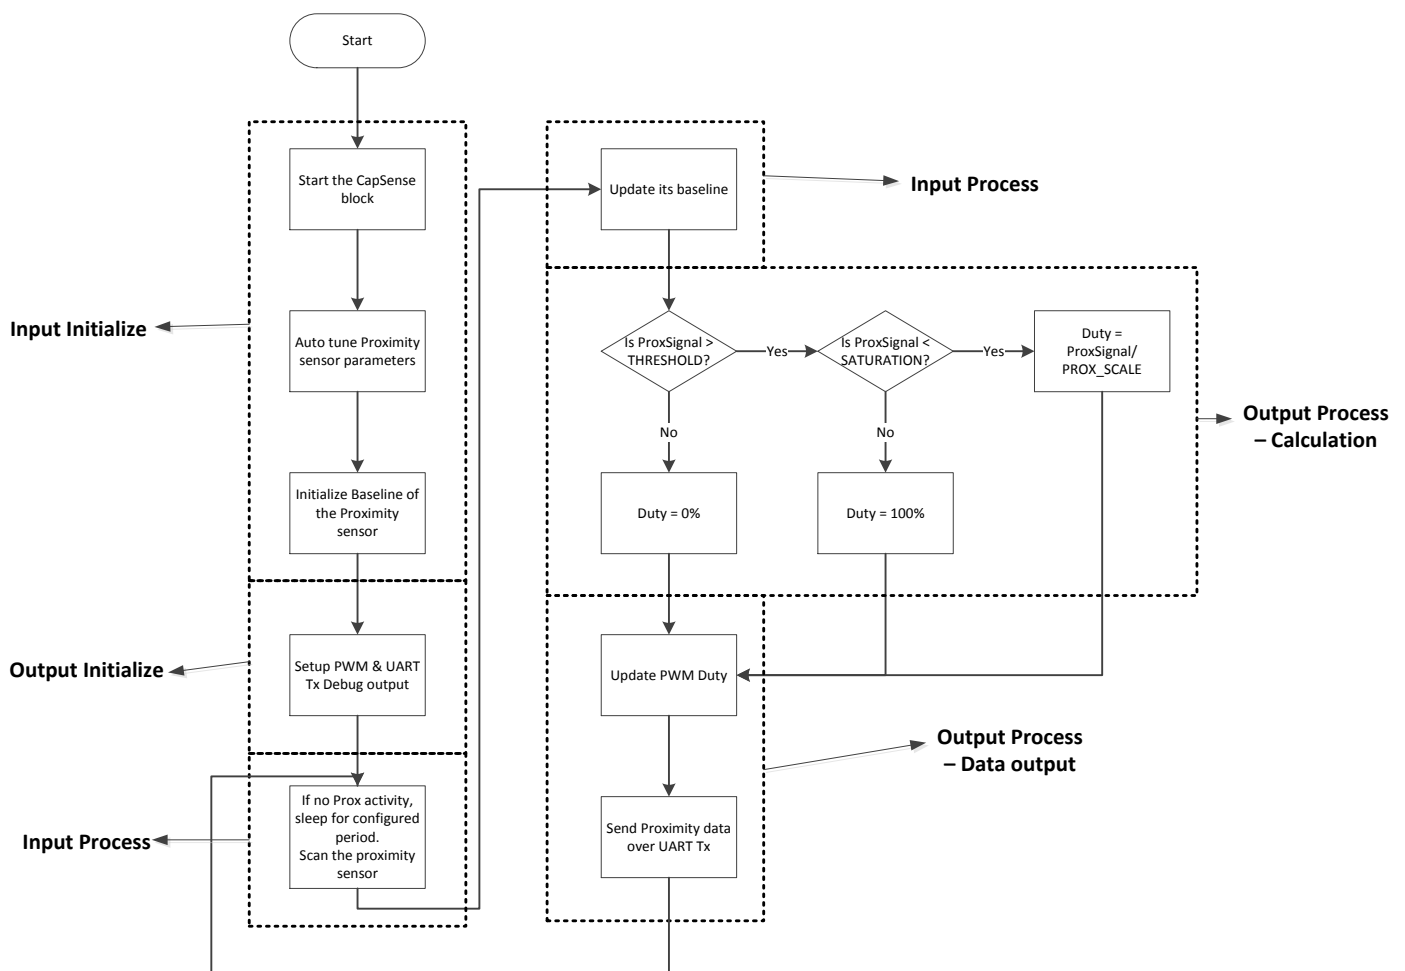 Start
Start the CapSense
block
Auto tune Proximity
sensor parameters
Input Initialize
Initialize Baseline of
the Proximity
sensor
Setup PWM & UART
Tx Debug output
Output Initialize
If no Prox activity,
sleep for configured
period.
Scan the proximity
sensor
Input Process
Update its baseline
Input Process
Is ProxSignal >
THRESHOLD?
Yes
Is ProxSignal <
SATURATION?
Yes
Duty =
ProxSignal/
PROX_SCALE
No
No
Duty = 0%
Duty = 100%
Output Process
– Calculation
Update PWM Duty
Send Proximity data
over UART Tx
Output Process
– Data output